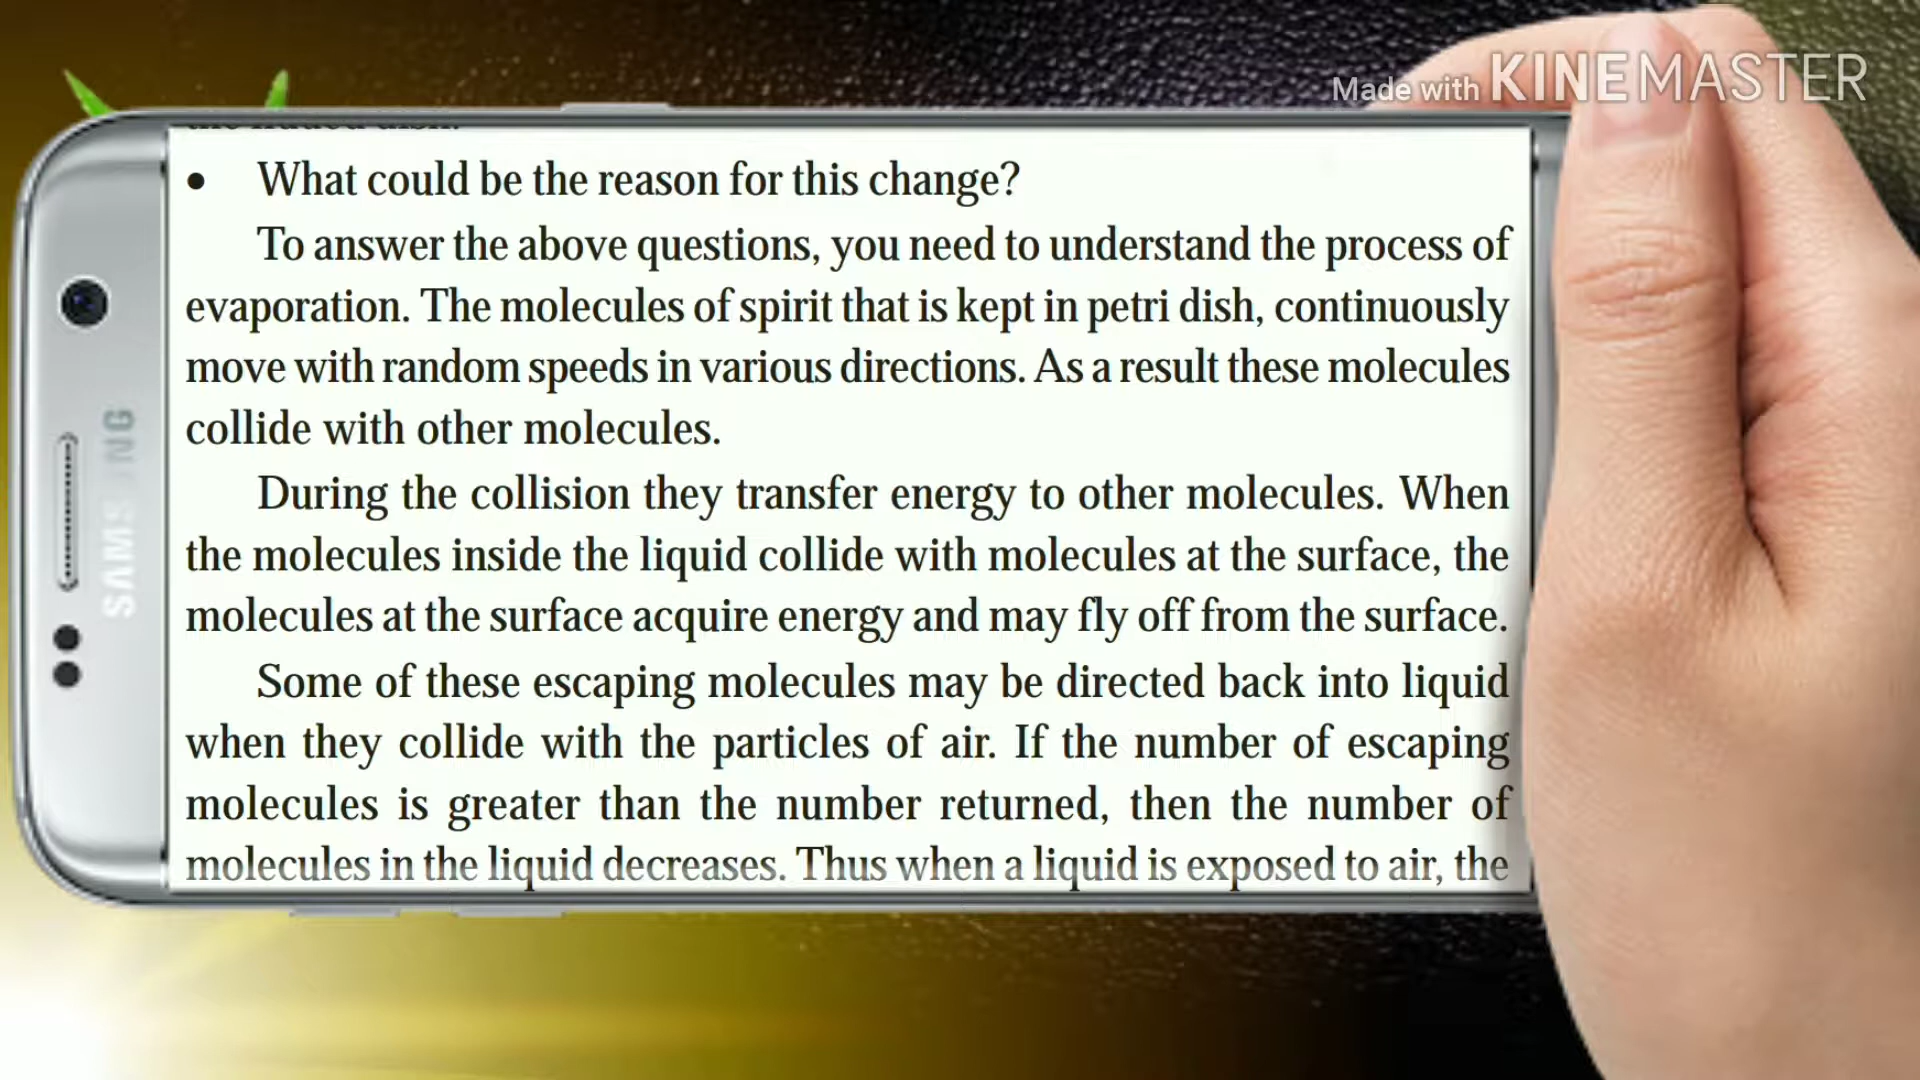 Made with KINEMASTER
• What could be the reason for this change?
To answer the above questions, you need to understand the process of
evaporation. The molecules of spirit that is kept in petri dish, continuously
move with random speeds in various directions. As a result these molecules
collide with other molecules.
During the collision they transfer energy to other molecules. When
the molecules inside the liquid collide with molecules at the surface, the
molecules at the surface acquire energy and may fly off from the surface.
Some of these escaping molecules may be directed back into liquid
when they collide with the particles of air. If the number of escaping
molecules is greater than the number returned, then the number of
molecules in the liquid decreases. Thus when a liquid is exposed to air, the
SAMSUNG